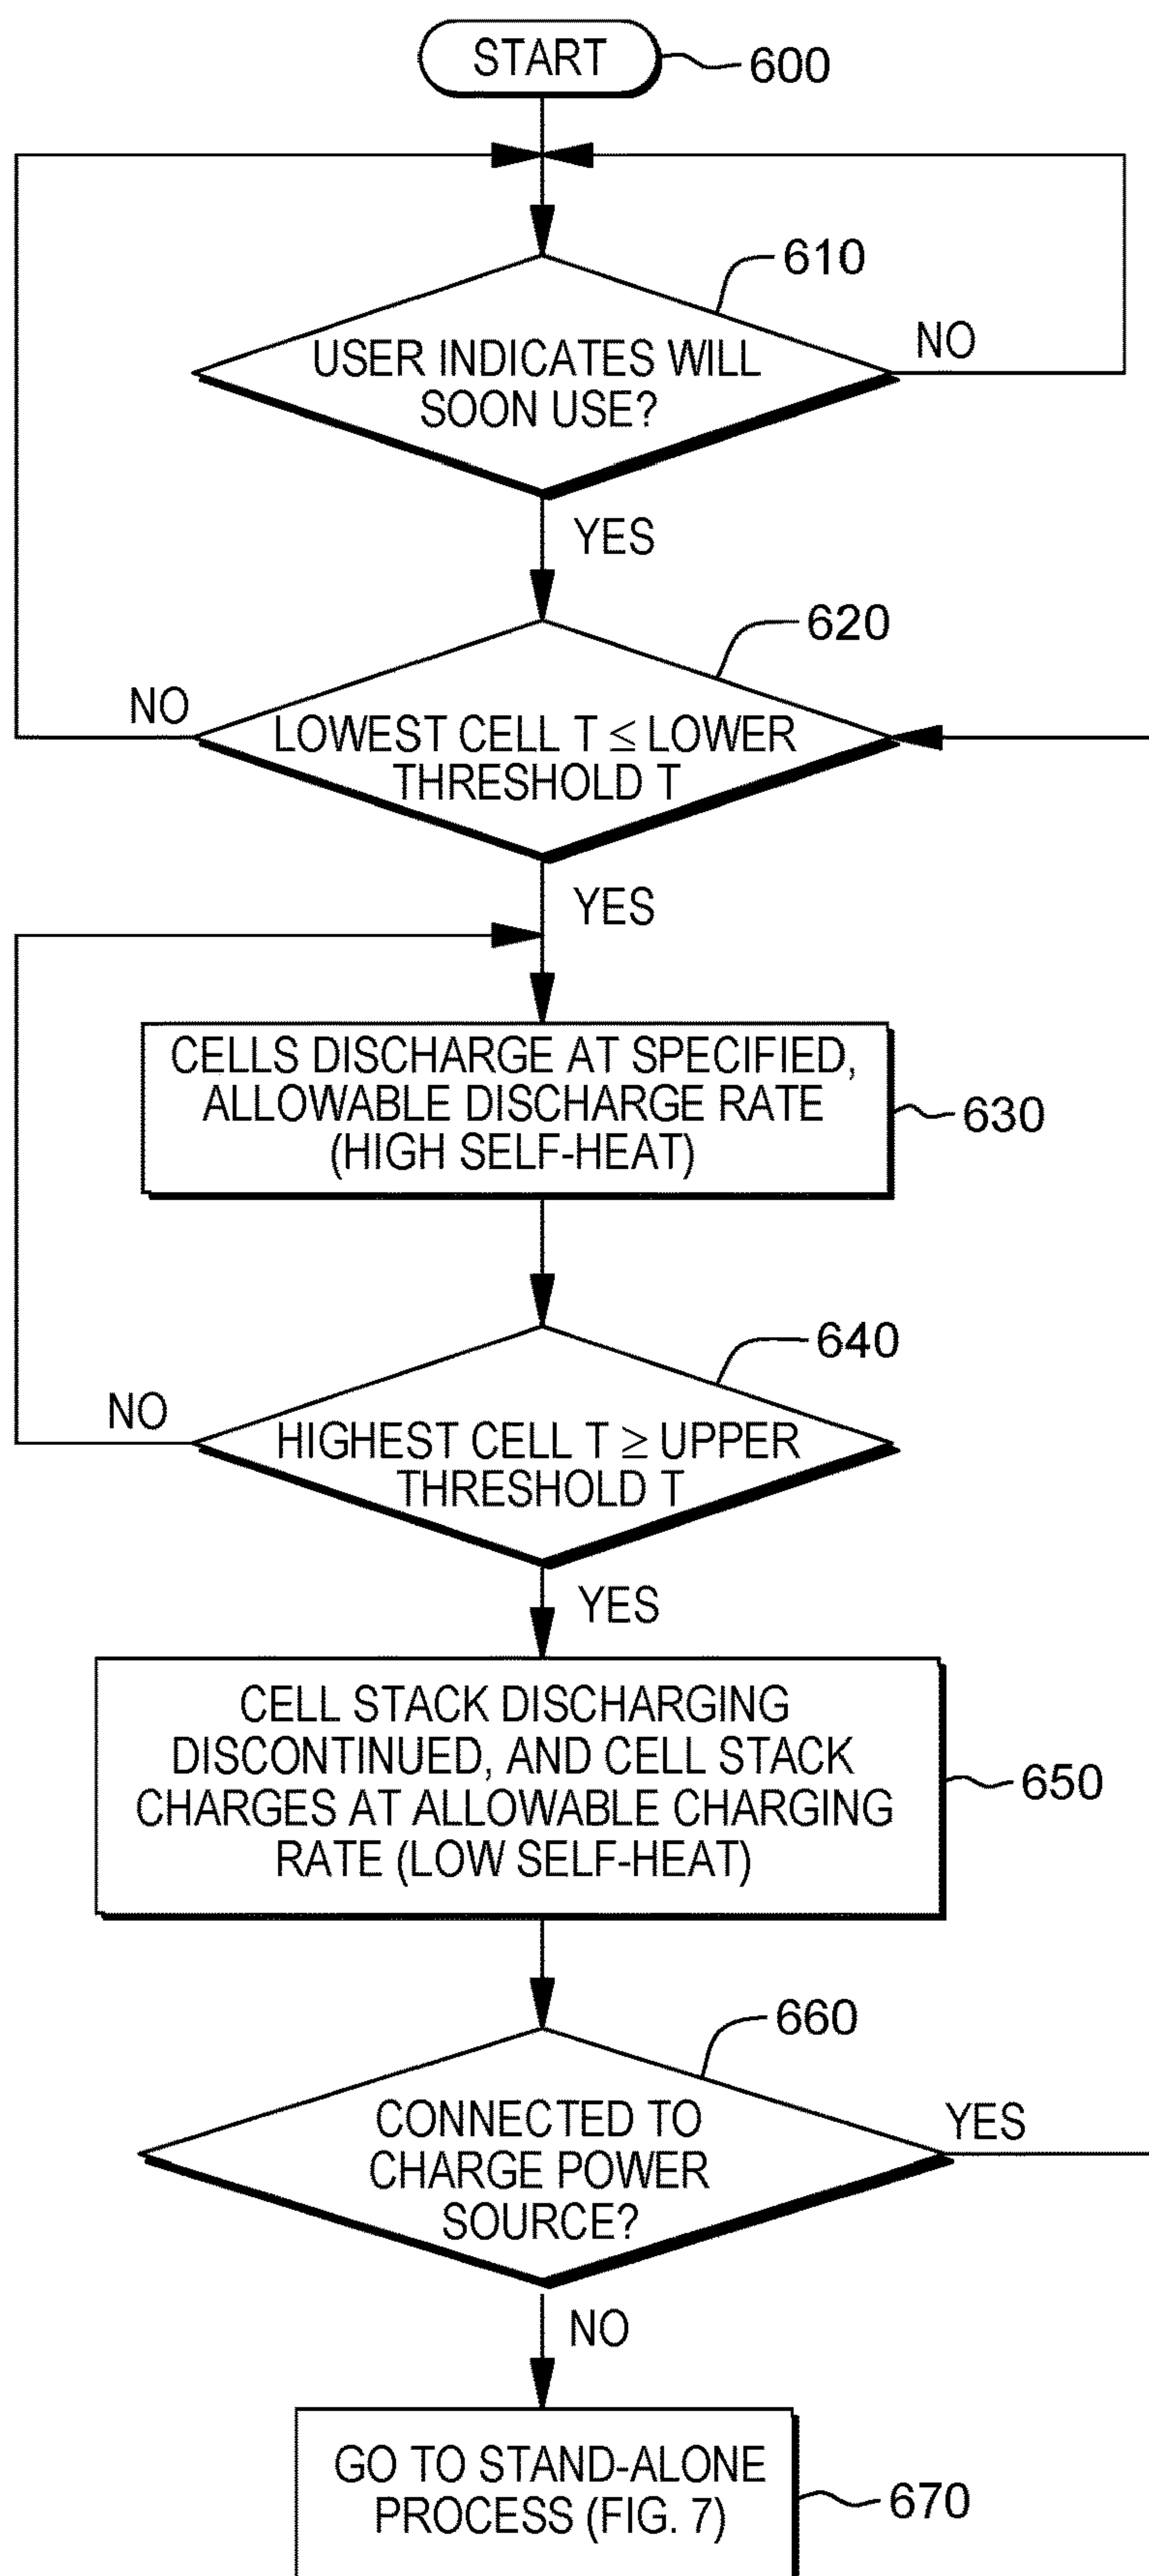 START
600
610
USER INDICATES WILL
SOON USE?
NO
YES
620
NO
LOWEST CELL T ≤ LOWER
THRESHOLD T
YES
CELLS DISCHARGE AT SPECIFIED,
ALLOWABLE DISCHARGE RATE
(HIGH SELF-HEAT)
630
640
NO
HIGHEST CELL T ≥ UPPER
THRESHOLD T
YES
CELL STACK DISCHARGING
DISCONTINUED, AND CELL STACK
CHARGES AT ALLOWABLE CHARGING
RATE (LOW SELF-HEAT)
650
660
CONNECTED TO
CHARGE POWER
SOURCE?
YES
NO
GO TO STAND-ALONE
PROCESS (FIG. 7)
670